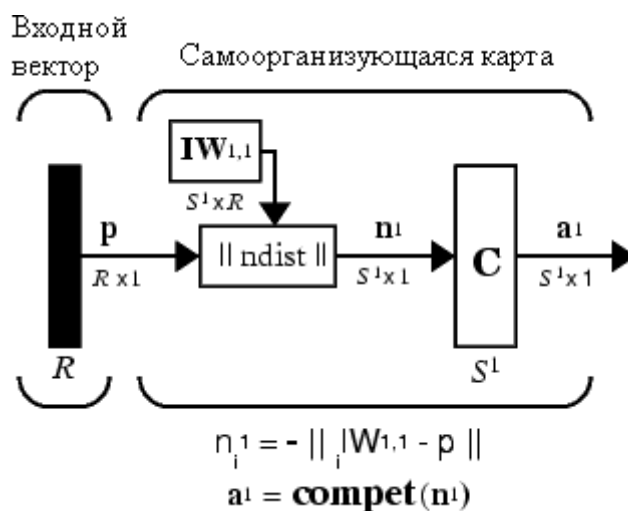 Входной
вектор
Самоорганизующаяся карта
IW1,1
S1xR
p
R x1
|| ndist ||
n1
S1x1
C
a1
S1x1
R
S1
ni1 = - || iIW1,1 - p ||
a1 = compet(n1)